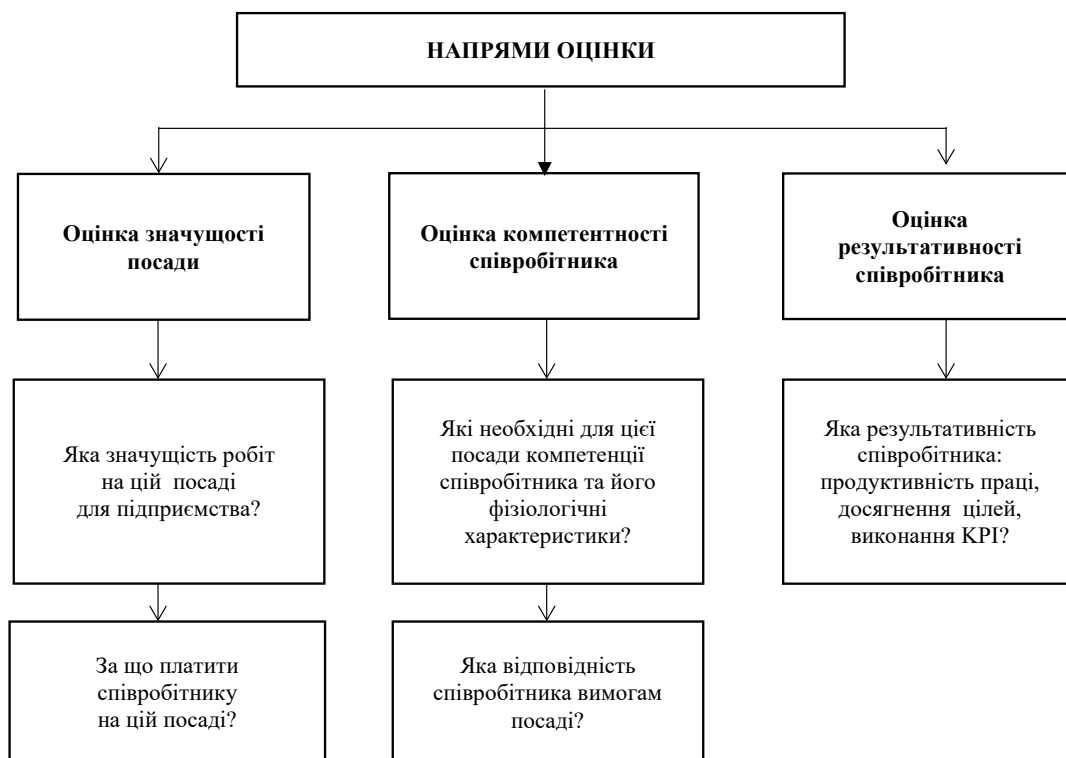 НАПРЯМИ ОЦІНКИ
Оцінка значущості
посади
Оцінка компетентності
співробітника
Оцінка
результативності
співробітника
Яка значущість робіт
на цій посаді
для підприємства?
Які необхідні для цієї
посади компетенції
співробітника та його
фізіологічні
характеристики?
Яка результативність
співробітника:
продуктивність праці,
досягнення цілей,
виконання KPI?
За що платити
співробітнику
на цій посаді?
Яка відповідність
співробітника вимогам
посаді?